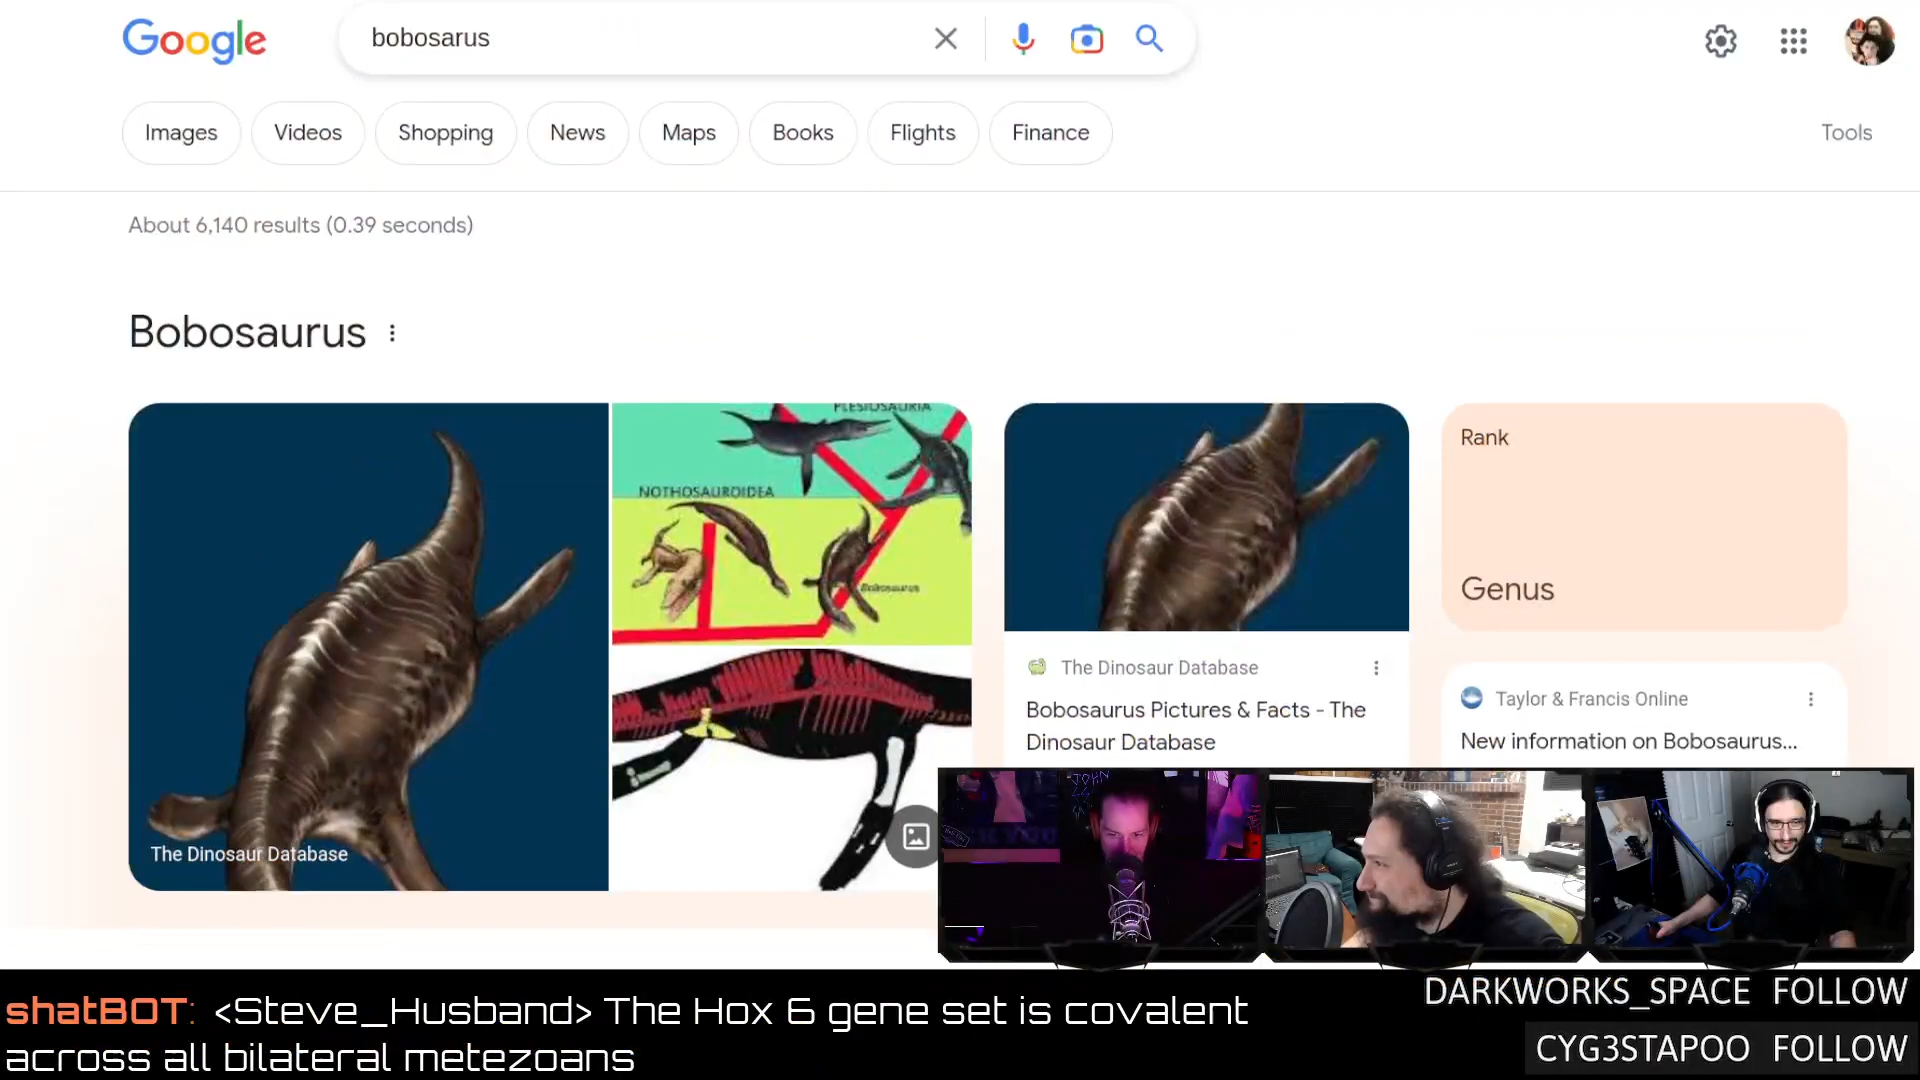 Google
bobosarus
Images
Videos
Shopping
News
Maps
Books
Flights
Finance
Tools
About 6,140 results (0.39 seconds)
Bobosaurus
The Dinosaur Database
PLESIOSAURIA
NOTHOSAUROIDEA
Bobosaurus
The Dinosaur Database
Bobosaurus Pictures & Facts - The
Dinosaur Database
Rank
Genus
Taylor & Francis Online
New information on Bobosaurus...
shatBOT: <Steve_Husband> The Hox 6 gene set is covalent
across all bilateral metezoans
DARKWORKS_SPACE FOLLOW
CYG3STAPOO FOLLOW